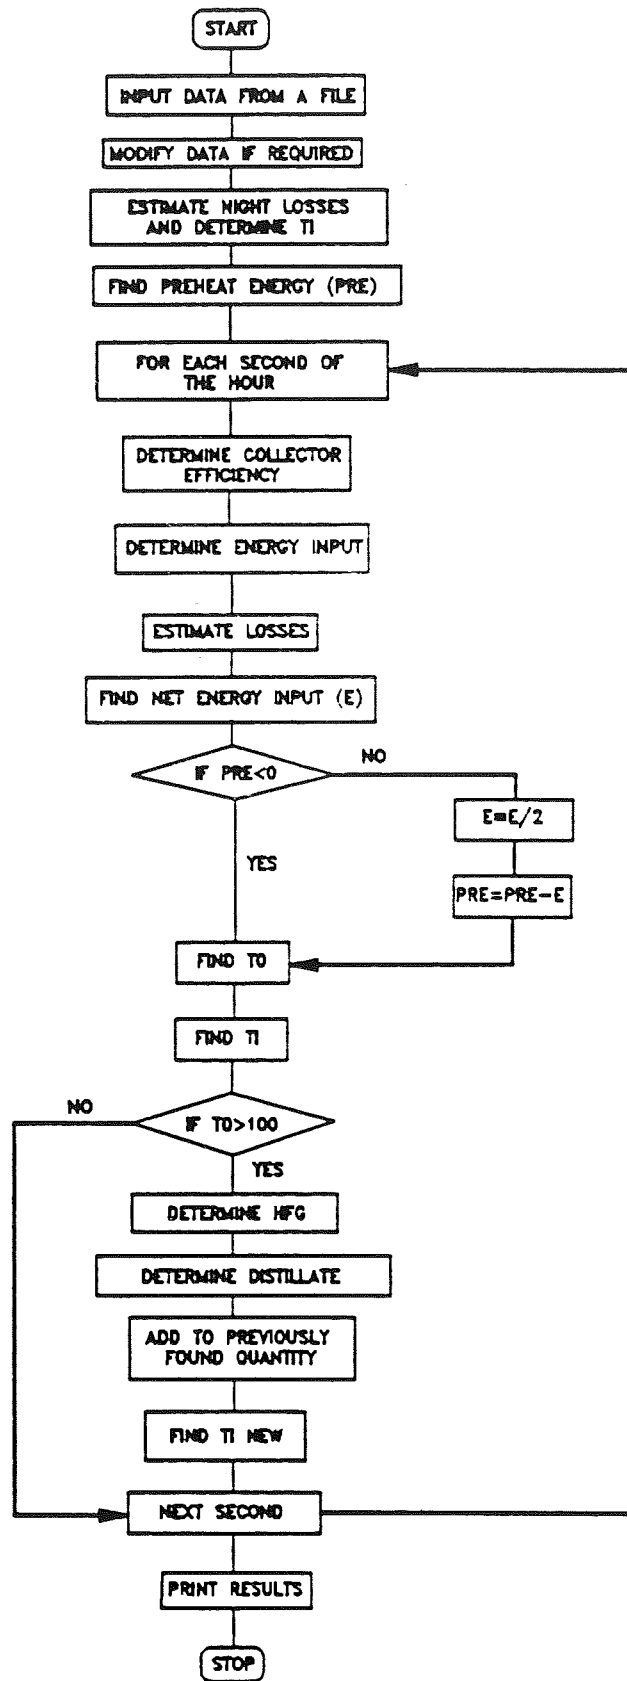 START
INPUT DATA FROM A FILE
MODIFY DATA IF REQUIRED
ESTIMATE NIGHT LOSSES
AND DETERMINE TI
FIND PREHEAT ENERGY (PRE)
FOR EACH SECOND OF
THE HOUR
DETERMINE COLLECTOR
EFFICIENCY
DETERMINE ENERGY INPUT
ESTIMATE LOSSES
FIND NET ENERGY INPUT (E)
IF PRE<0
NO
E=E/2
YES
PRE=PRE-E
FIND TO
FIND TI
NO
IF TO>100
YES
DETERMINE HFG
DETERMINE DISTILLATE
ADD TO PREVIOUSLY
FOUND QUANTITY
FIND TI NEW
NEXT SECOND
PRINT RESULTS
STOP